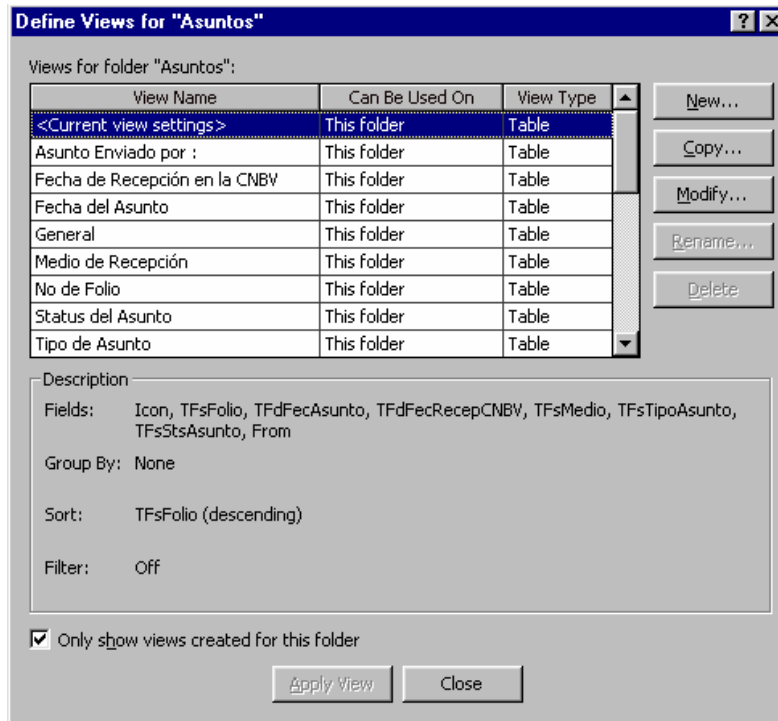 Define Views for "Asuntos"
Views for folder "Asuntos":
View Name Can Be Used On View Type
<Current view settings> This folder Table
Asunto Enviado por : This folder Table
Fecha de Recepción en la CNBV This folder Table
Fecha del Asunto This folder Table
General This folder Table
Medio de Recepción This folder Table
No de Folio This folder Table
Status del Asunto This folder Table
Tipo de Asunto This folder Table
New...
Copy...
Modify...
Rename...
Delete
Description
Fields: Icon, TFsFolio, TFdFecAsunto, TFdFecRecepCNBV, TFsMedio, TFsTipoAsunto,
TFsStsAsunto, From
Group By: None
Sort: TFsFolio (descending)
Filter: Off
Only show views created for this folder
Apply View Close